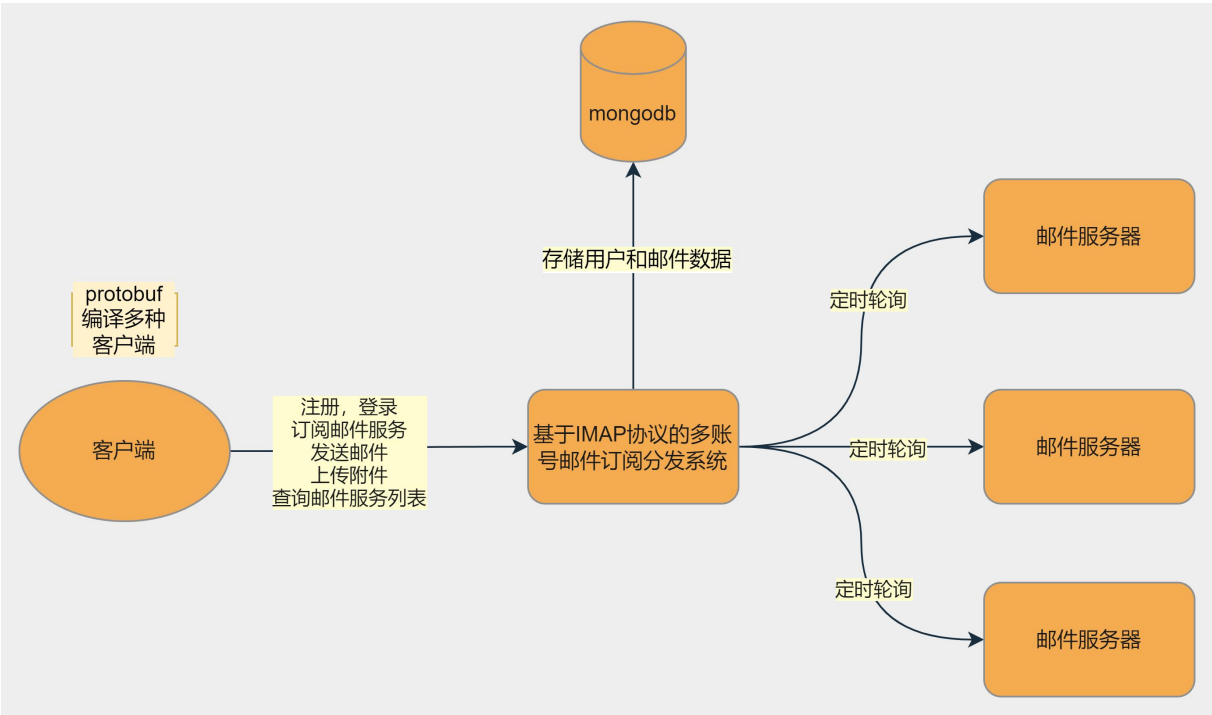 mongodb
存储用户和邮件数据
protobuf
编译多种
客户端
客户端
注册，登录
订阅邮件服务
发送邮件
上传附件
查询邮件服务列表
基于IMAP协议的多账
号邮件订阅分发系统
定时轮询
邮件服务器
定时轮询
邮件服务器
定时轮询
邮件服务器